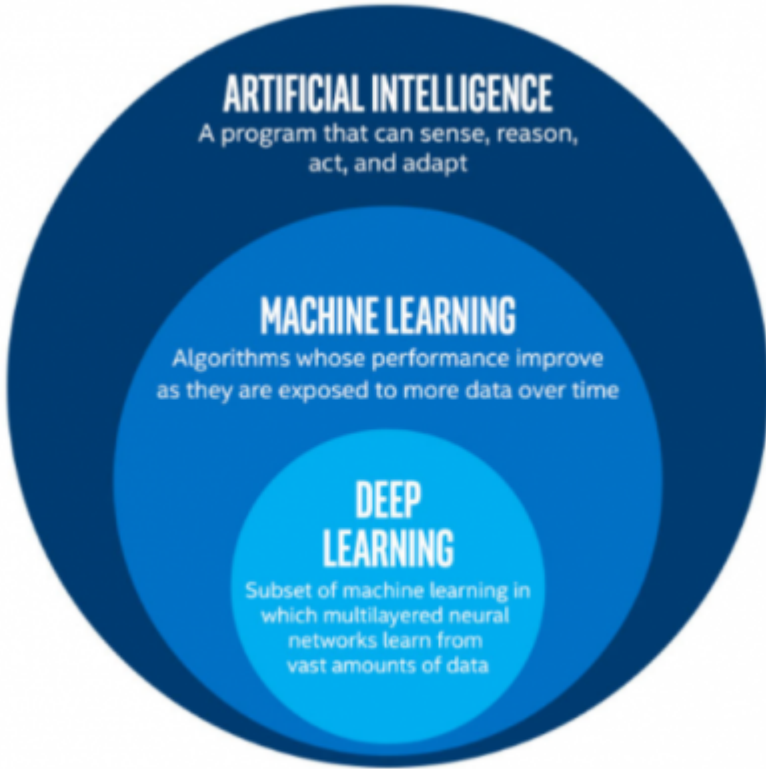 ARTIFICIAL INTELLIGENCE
A program that can sense, reason,
act, and adapt
MACHINE LEARNING
Algorithms whose performance improve
as they are exposed to more data over time
DEEP
LEARNING
Subset of machine learning in
which multilayered neural
networks learn from
vast amounts of data